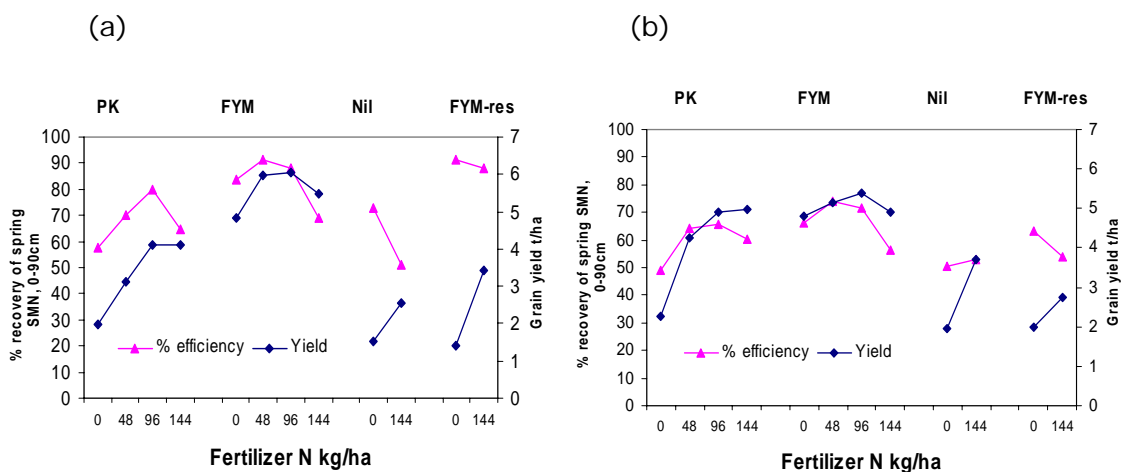 (a)
PK FYM Nil FYM-res
% recovery of spring
SMN, 0-90cm
100
90
80
70
60
50
40
30
20
10
0
7
6
5
4
3
2
1
0
Grain yield t/ha
% efficiency Yield
0 48 96 144 0 48 96 144 0 144 0 144
Fertilizer N kg/ha
(b)
PK FYM Nil FYM-res
% recovery of spring SMN,
0-90cm
100
90
80
70
60
50
40
30
20
10
0
7
6
5
4
3
2
1
0
Grain yield t/ha
% efficiency Yield
0 48 96 144 0 48 96 144 0 144 0 144
Fertilizer N kg/ha